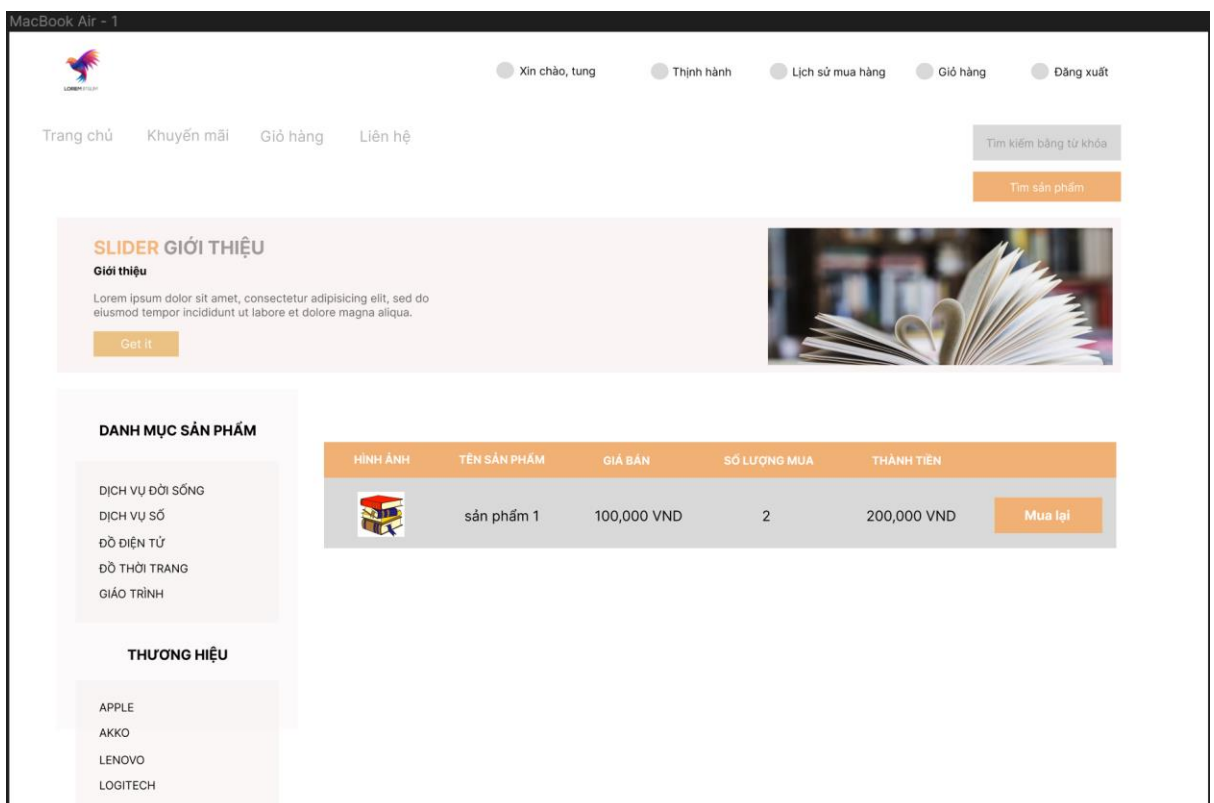 MacBook Air - 1
LOREM IPSUM
Xin chào, tung
Thịnh hành
Lịch sử mua hàng
Giỏ hàng
Đăng xuất
Trang chủ
Khuyến mãi
Giỏ hàng
Liên hệ
Tìm kiếm bằng từ khóa
Tìm sản phẩm
SLIDER GIỚI THIỆU
Giới thiệu
Lorem ipsum dolor sit amet, consectetur adipisicing elit, sed do
eiusmod tempor incididunt ut labore et dolore magna aliqua.
Get it
DANH MỤC SẢN PHẨM
DỊCH VỤ ĐỜI SỐNG
DỊCH VỤ SỐ
ĐỒ ĐIỆN TỬ
ĐỒ THỜI TRANG
GIÁO TRÌNH
THƯƠNG HIỆU
APPLE
AKKO
LENOVO
LOGITECH
HÌNH ẢNH TÊN SẢN PHẨM GIÁ BÁN SỐ LƯỢNG MUA THÀNH TIỀN
sản phẩm 1 100,000 VND 2 200,000 VND Mua lại